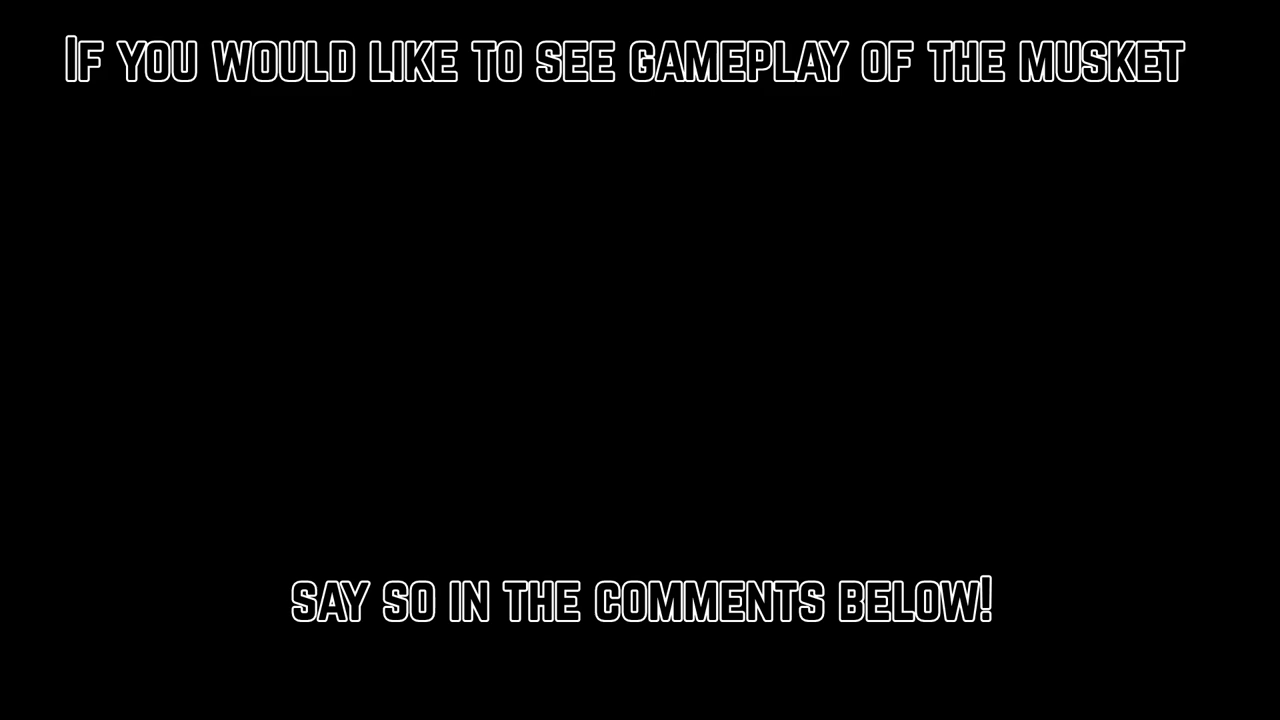 If you would like to see gameplay of the musket
say so in the comments below!